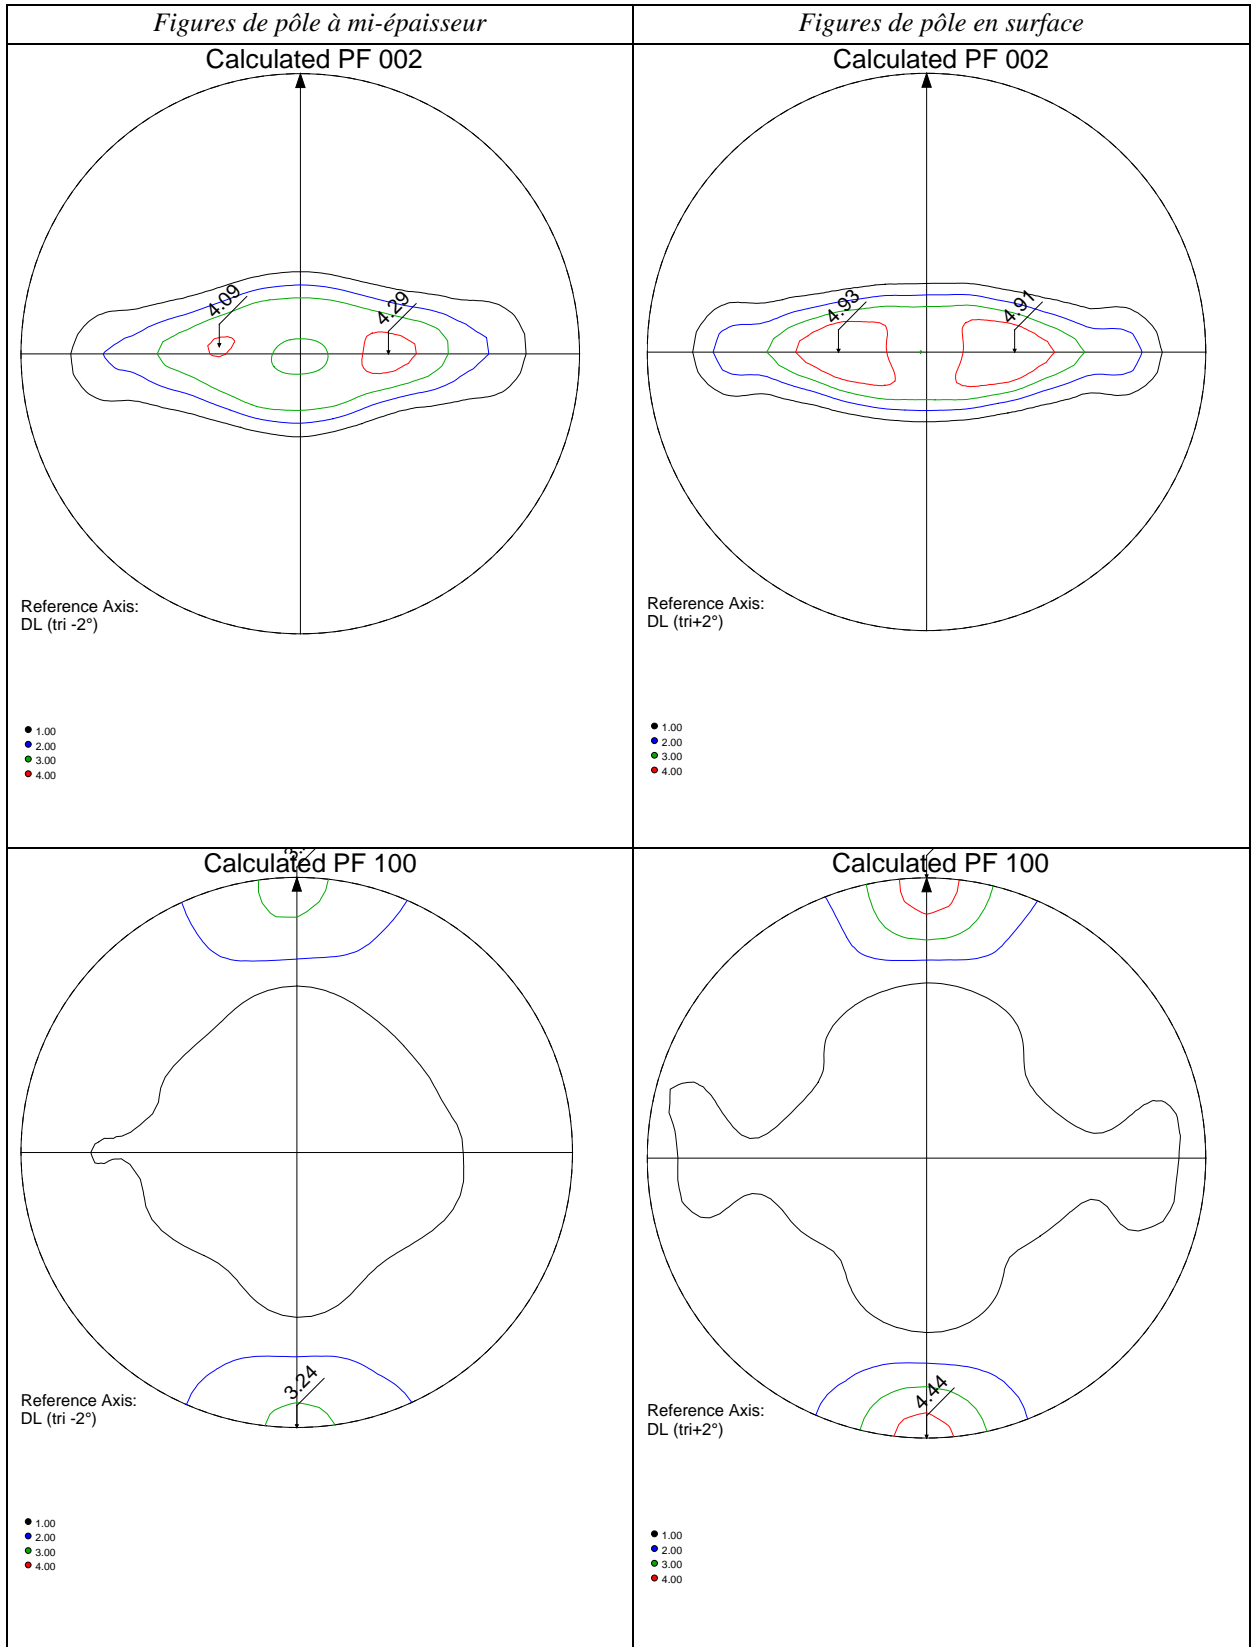 Figures de pôle à mi-épaisseur
Figures de pôle en surface
Calculated PF 002
4.09
4.29
Reference Axis:
DL (tri -2°)
1.00
2.00
3.00
4.00
Calculated PF 002
4.93
4.91
Reference Axis:
DL (tri+2°)
1.00
2.00
3.00
4.00
Calculated PF 100
3.24
Reference Axis:
DL (tri -2°)
1.00
2.00
3.00
4.00
Calculated PF 100
4.44
Reference Axis:
DL (tri+2°)
1.00
2.00
3.00
4.00